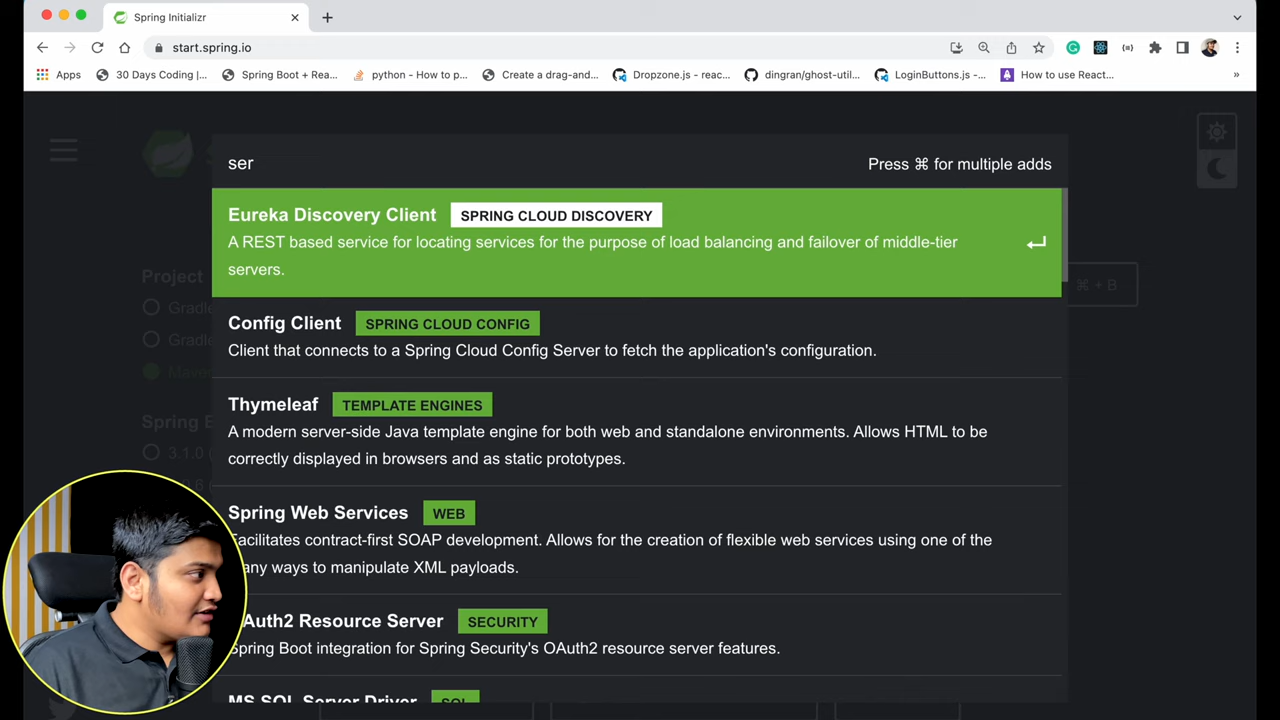 Spring Initializr
start.spring.io
Apps
30 Days Coding |...
Spring Boot + Rea...
python - How to p...
Create a drag-and...
Dropzone.js - reac...
dingran/ghost-util...
LoginButtons.js -...
How to use React...
»
ser
Press ⌘ for multiple adds
Eureka Discovery Client SPRING CLOUD DISCOVERY
A REST based service for locating services for the purpose of load balancing and failover of middle-tier
servers.
Project
⌘ + B
Config Client SPRING CLOUD CONFIG
Client that connects to a Spring Cloud Config Server to fetch the application's configuration.
Thymeleaf TEMPLATE ENGINES
A modern server-side Java template engine for both web and standalone environments. Allows HTML to be
correctly displayed in browsers and as static prototypes.
Spring Web Services WEB
Facilitates contract-first SOAP development. Allows for the creation of flexible web services using one of the
many ways to manipulate XML payloads.
OAuth2 Resource Server SECURITY
Spring Boot integration for Spring Security's OAuth2 resource server features.
MS SQL Server Driver SQL